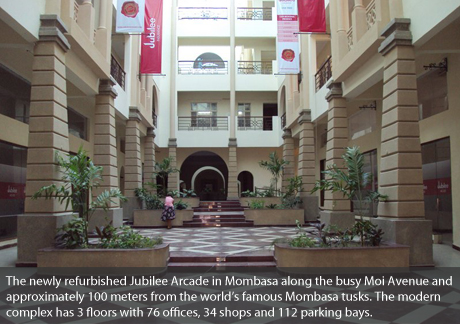 Jubilee
Jubilee
The newly refurbished Jubilee Arcade in Mombasa along the busy Moi Avenue and
approximately 100 meters from the world's famous Mombasa tusks. The modern
complex has 3 floors with 76 offices, 34 shops and 112 parking bays.